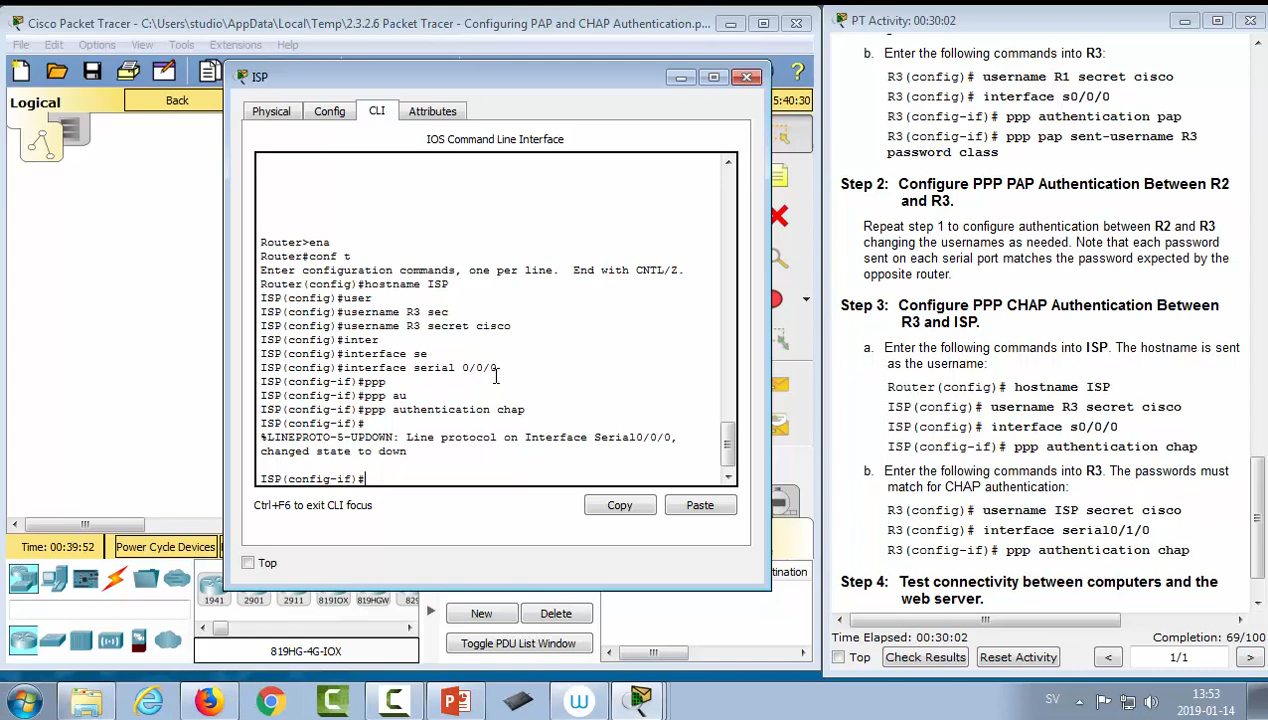 Cisco Packet Tracer - C:\Users\studio\AppData\Local\Temp\2.3.2.6 Packet Tracer - Configuring PAP and CHAP Authentication.p...
File Edit Options View Tools Extensions Help
Logical
Back
5:40:30
ISP
Physical
Config
CLI
Attributes
IOS Command Line Interface
Router>ena
Router#conf t
Enter configuration commands, one per line.  End with CNTL/Z.
Router(config)#hostname ISP
ISP(config)#user
ISP(config)#username R3 sec
ISP(config)#username R3 secret cisco
ISP(config)#inter
ISP(config)#interface se
ISP(config)#interface serial 0/0/0
ISP(config-if)#ppp
ISP(config-if)#ppp au
ISP(config-if)#ppp authentication chap
ISP(config-if)#
%LINEPROTO-5-UPDOWN: Line protocol on Interface Serial0/0/0,
changed state to down
ISP(config-if)#
Ctrl+F6 to exit CLI focus
Copy
Paste
Top
Time: 00:39:52
Power Cycle Devices
1941
2901
2911
819IOX
819HGW
829
819HG-4G-IOX
New
Delete
Toggle PDU List Window
tination
PT Activity: 00:30:02
b. Enter the following commands into R3:
R3(config)# username R1 secret cisco
R3(config)# interface s0/0/0
R3(config-if)# ppp authentication pap
R3(config-if)# ppp pap sent-username R3
password class
Step 2: Configure PPP PAP Authentication Between R2
and R3.
Repeat step 1 to configure authentication between R2 and R3
changing the usernames as needed. Note that each password
sent on each serial port matches the password expected by the
opposite router.
Step 3: Configure PPP CHAP Authentication Between
R3 and ISP.
a. Enter the following commands into ISP. The hostname is sent
as the username:
Router(config)# hostname ISP
ISP(config)# username R3 secret cisco
ISP(config)# interface s0/0/0
ISP(config-if)# ppp authentication chap
b. Enter the following commands into R3. The passwords must
match for CHAP authentication:
R3(config)# username ISP secret cisco
R3(config)# interface serial0/1/0
R3(config-if)# ppp authentication chap
Step 4: Test connectivity between computers and the
web server.
Time Elapsed: 00:30:02
Completion: 69/100
Top
Check Results
Reset Activity
<
1/1
>
SV
13:53
2019-01-14